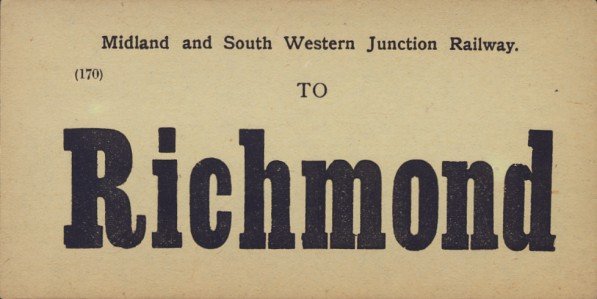 Midland and South Western Junction Railway.
(170)
TO
Richmond